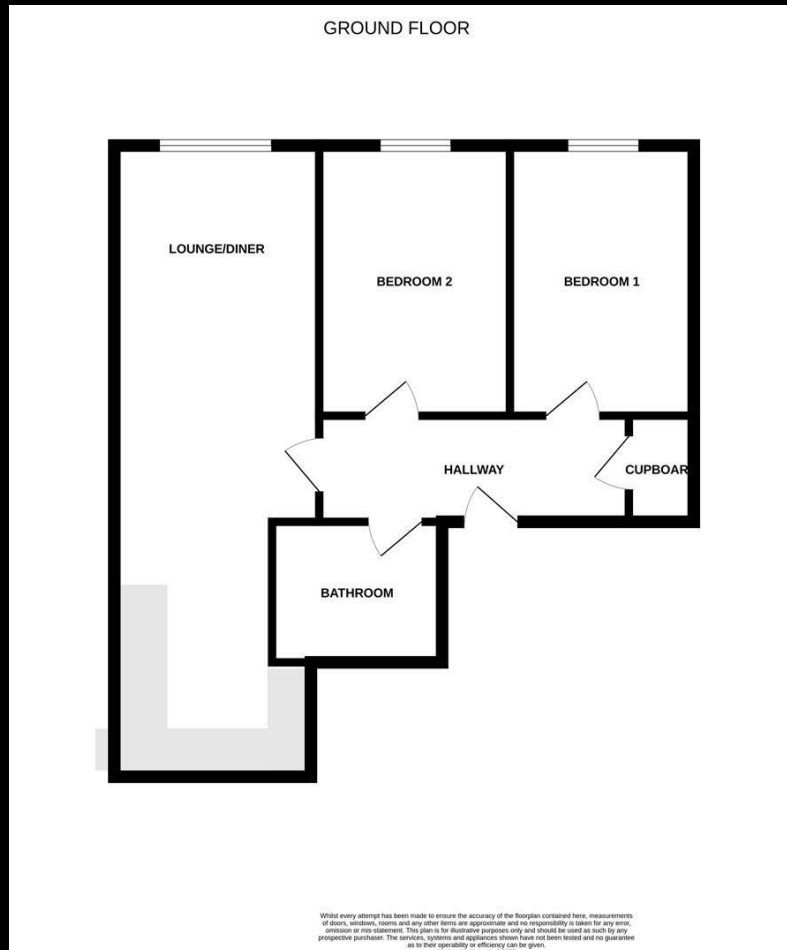 GROUND FLOOR
LOUNGE/DINER
BEDROOM 2
BEDROOM 1
HALLWAY
CUPBOAR
BATHROOM
Whilst every attempt has been made to ensure the accuracy of the floorplan contained here, measurements
of doors, windows, rooms and any other items are approximate and no responsibility is taken for any error,
omission or mis-statement. This plan is for illustrative purposes only and should be used as such by any
prospective purchaser. The services, systems and appliances shown have not been tested and no guarantee
as to their operability or efficiency can be given.